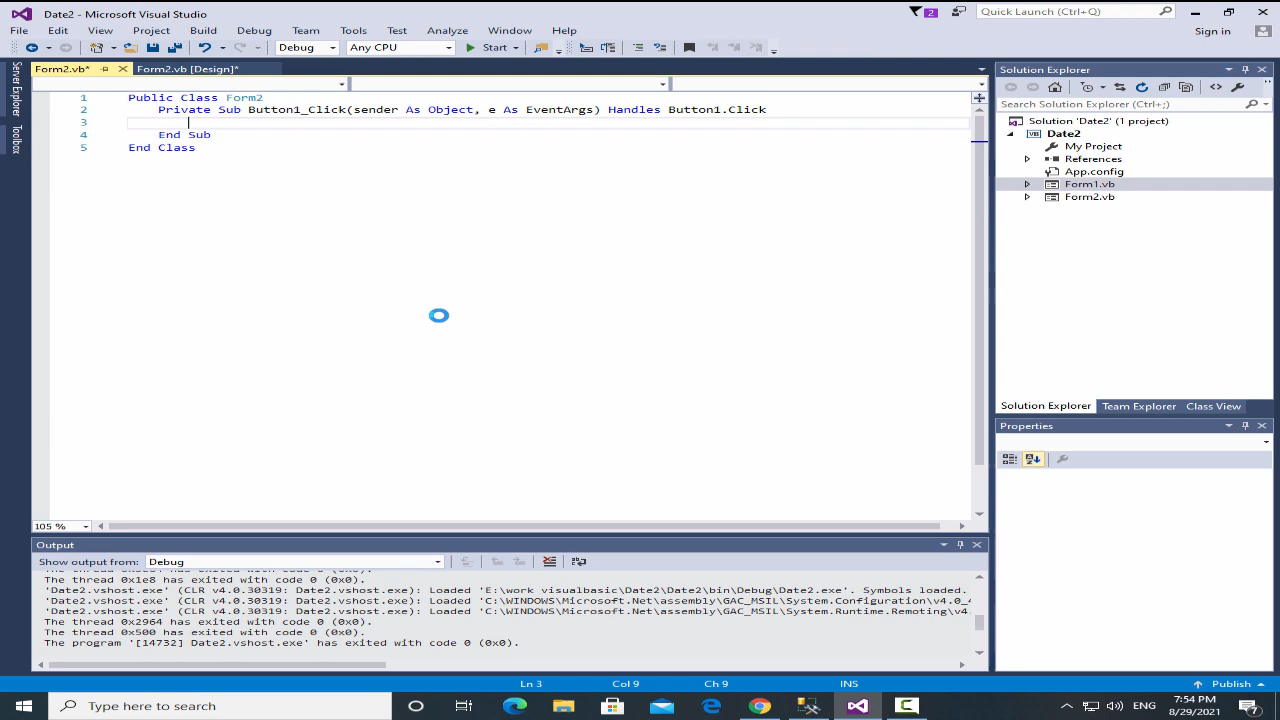 Date2 - Microsoft Visual Studio
2
Quick Launch (Ctrl+Q)
File Edit View Project Build Debug Team Tools Test Analyze Window Help
Sign in
Debug
Any CPU
Start
Server Explorer
Toolbox
Form2.vb*
Form2.vb [Design]*
1 Public Class Form2
2 Private Sub Button1_Click(sender As Object, e As EventArgs) Handles Button1.Click
3
4 End Sub
5 End Class
105 %
Solution Explorer
Search Solution Explorer (Ctrl+;)
Solution 'Date2' (1 project)
Date2
My Project
References
App.config
Form1.vb
Form2.vb
Solution Explorer Team Explorer Class View
Properties
Output
Show output from: Debug
The thread 0x1e8 has exited with code 0 (0x0).
'Date2.vshost.exe' (CLR v4.0.30319: Date2.vshost.exe): Loaded 'E:\work visualbasic\Date2\Date2\bin\Debug\Date2.exe'. Symbols loaded.
'Date2.vshost.exe' (CLR v4.0.30319: Date2.vshost.exe): Loaded 'C:\WINDOWS\Microsoft.Net\assembly\GAC_MSIL\System.Configuration\v4.0_4
'Date2.vshost.exe' (CLR v4.0.30319: Date2.vshost.exe): Loaded 'C:\WINDOWS\Microsoft.Net\assembly\GAC_MSIL\System.Runtime.Remoting\v4.
The thread 0x2964 has exited with code 0 (0x0).
The thread 0x500 has exited with code 0 (0x0).
The program '[14732] Date2.vshost.exe' has exited with code 0 (0x0).
Ln 3 Col 9 Ch 9 INS
Publish
Type here to search
ENG
7:54 PM
8/29/2021
7